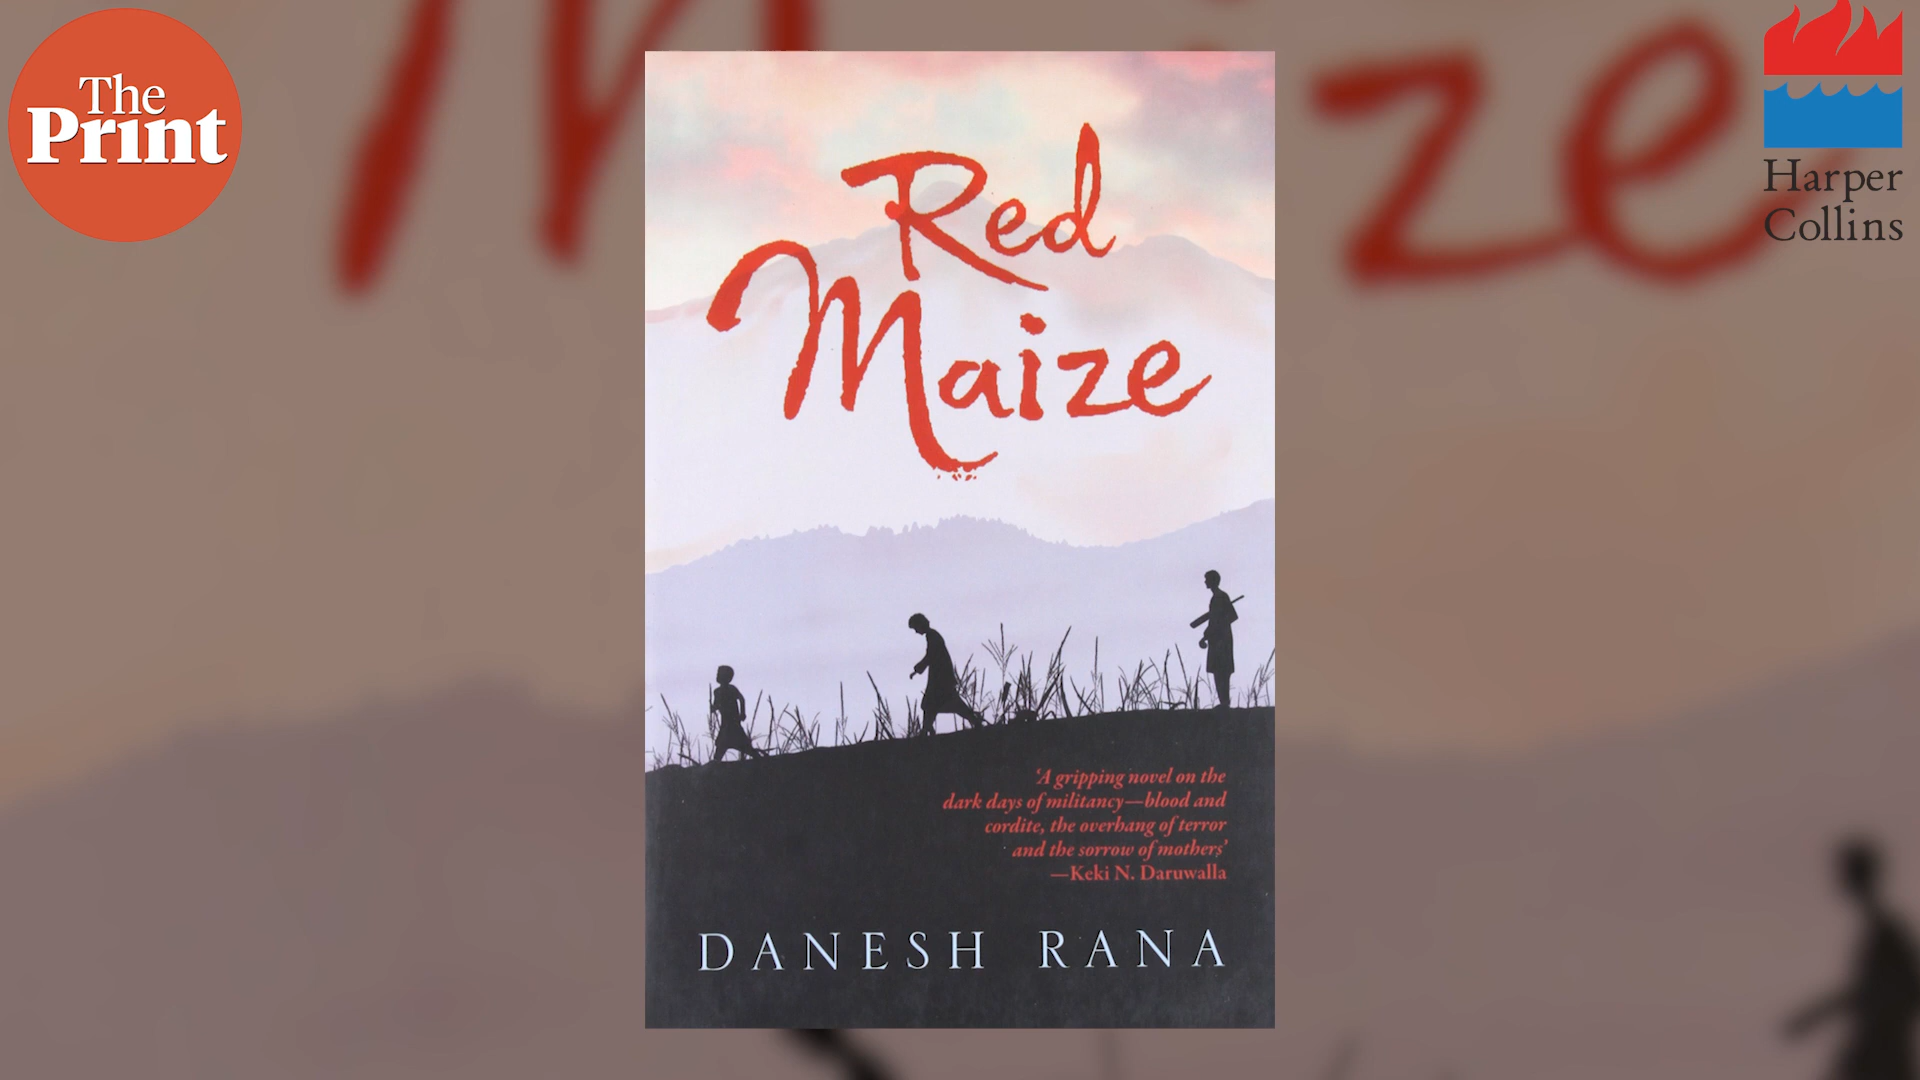 The
Print
Harper
Collins
Red
Maize
‘A gripping novel on the
dark days of militancy—blood and
cordite, the overhang of terror
and the sorrow of mothers’
—Keki N. Daruwalla
DANESH RANA